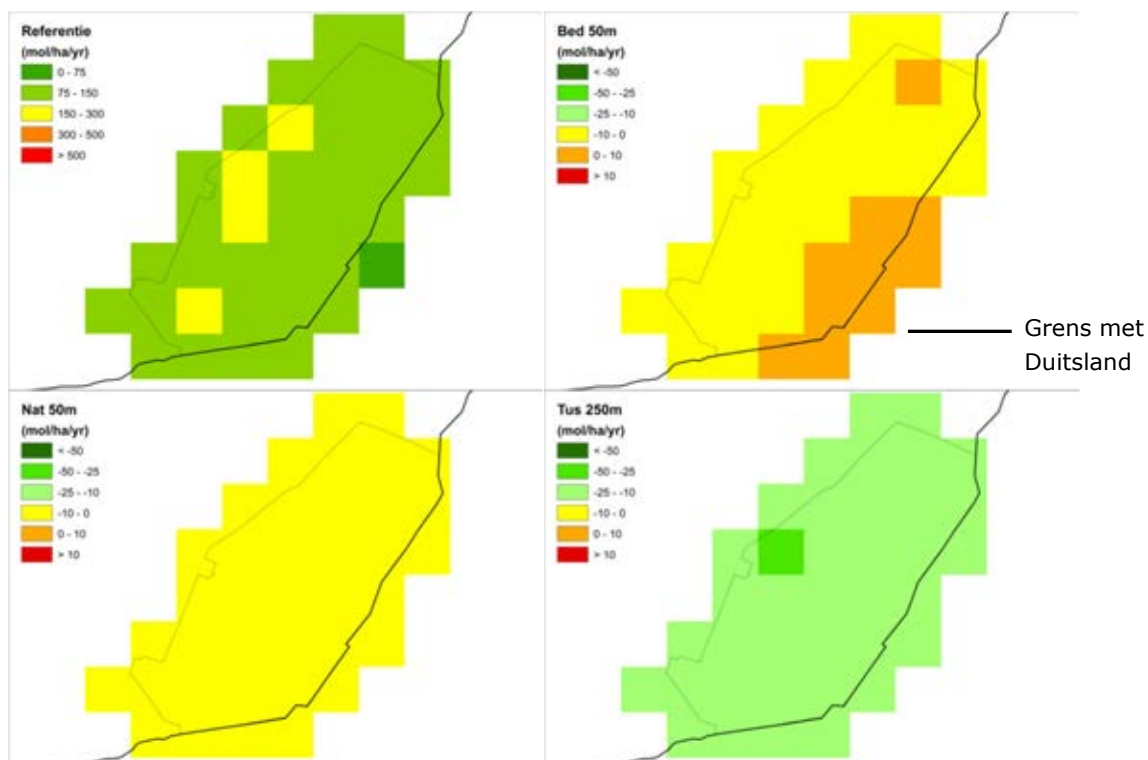 Referentie
(mol/ha/yr)
0 - 75
75 - 150
150 - 300
300 - 500
> 500
Bed 50m
(mol/ha/yr)
< -50
-50 - -25
-25 - -10
-10 - 0
0 - 10
> 10
Grens met
Duitsland
Nat 50m
(mol/ha/yr)
< -50
-50 - -25
-25 - -10
-10 - 0
0 - 10
> 10
Tus 250m
(mol/ha/yr)
< -50
-50 - -25
-25 - -10
-10 - 0
0 - 10
> 10